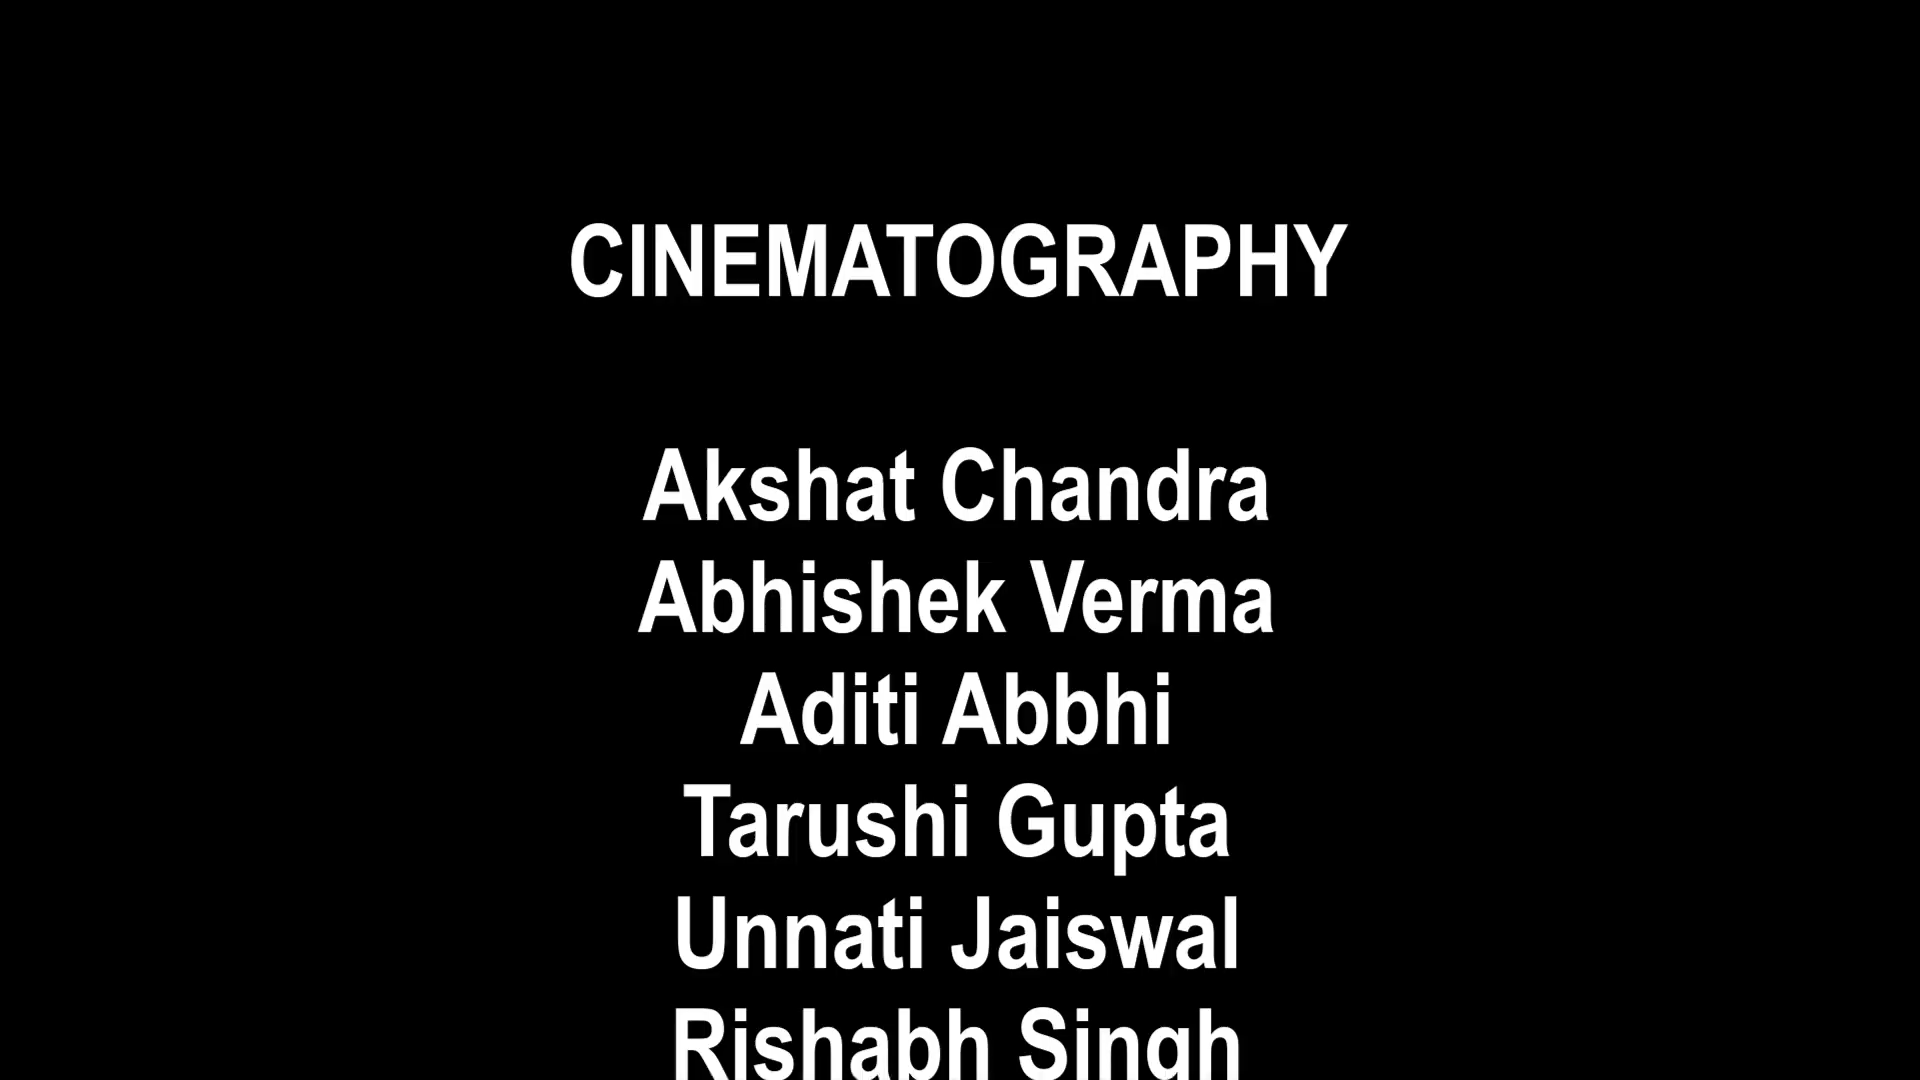 CINEMATOGRAPHY
Akshat Chandra
Abhishek Verma
Aditi Abbhi
Tarushi Gupta
Unnati Jaiswal
Rishabh Singh